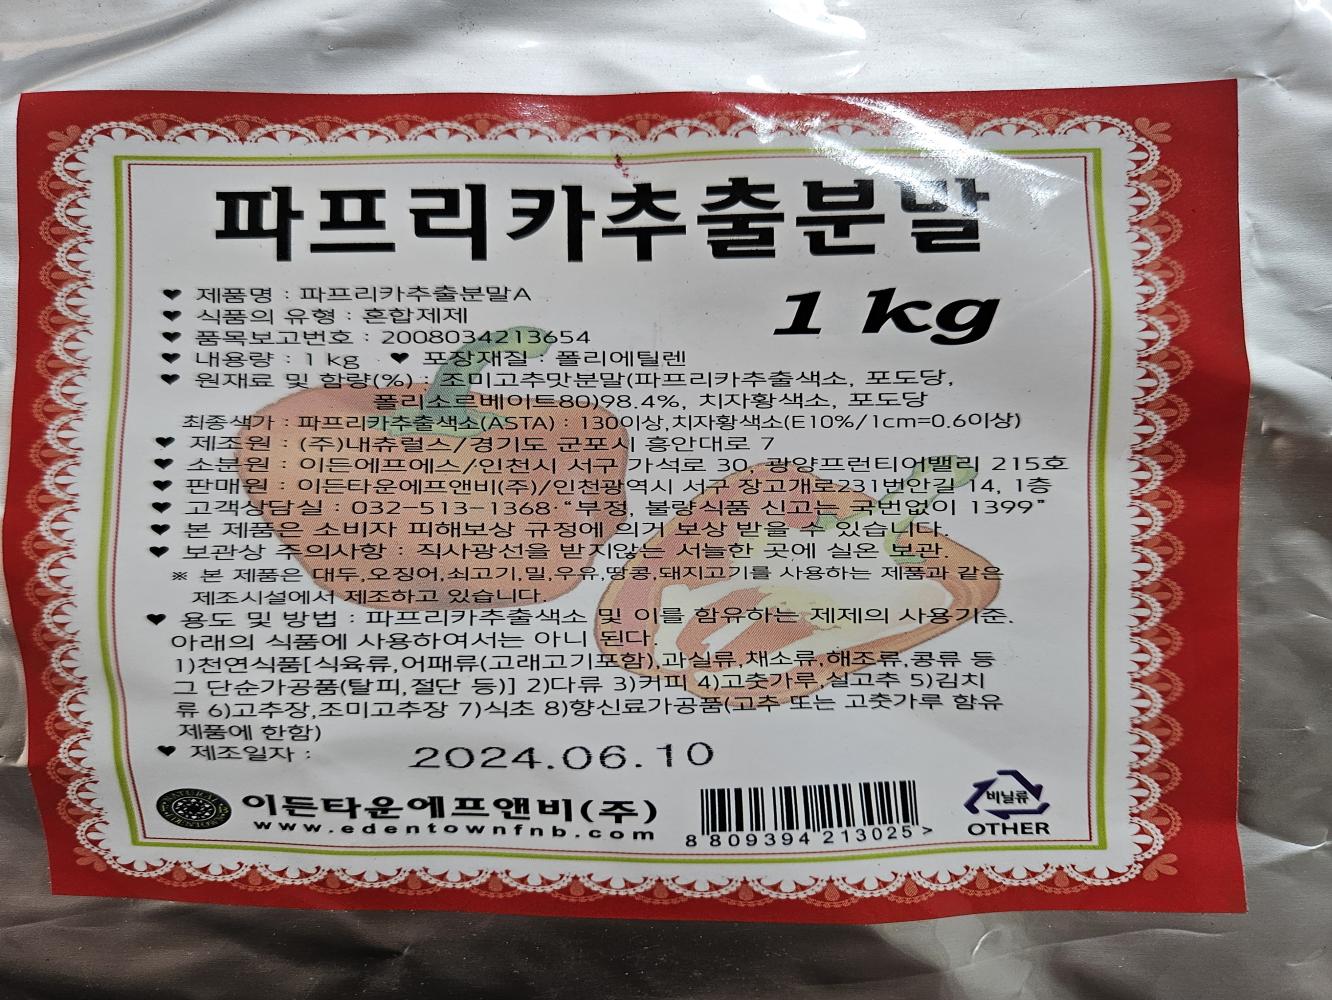 파프리카추출분말
1 kg
♥ 제품명 : 파프리카추출분말A
♥ 식품의 유형 : 혼합제제
♥ 품목보고번호 : 2008034213654
♥ 내용량 : 1 kg ♥ 포장재질 : 폴리에틸렌
♥ 원재료 및 함량(%) : 조미고추맛분말(파프리카추출색소, 포도당,
폴리소르베이트80)98.4%, 치자황색소, 포도당
최종색가 : 파프리카추출색소(ASTA) : 130이상,치자황색소(E10%/1cm=0.6이상)
♥ 제조원 : (주)내츄럴스/경기도 군포시 흥안대로 7
♥ 소분원 : 이든에프에스/인천시 서구 가석로 30, 광양프런티어밸리 215호
♥ 판매원 : 이든타운에프앤비(주)/인천광역시 서구 장고개로231번안길 14, 1층
♥ 고객상담실 : 032-513-1368·"부정, 불량식품 신고는 국번없이 1399"
♥ 본 제품은 소비자 피해보상 규정에 의거 보상 받을 수 있습니다.
♥ 보관상 주의사항 : 직사광선을 받지않는 서늘한 곳에 실온 보관.
※ 본 제품은 대두,오징어,쇠고기,밀,우유,땅콩,돼지고기를 사용하는 제품과 같은
제조시설에서 제조하고 있습니다.
♥ 용도 및 방법 : 파프리카추출색소 및 이를 함유하는 제제의 사용기준.
아래의 식품에 사용하여서는 아니 된다.
1)천연식품[식육류,어패류(고래고기포함),과실류,채소류,해조류,콩류 등
그 단순가공품(탈피,절단 등)] 2)다류 3)커피 4)고춧가루,실고추 5)김치
류 6)고추장,조미고추장 7)식초 8)향신료가공품(고추 또는 고춧가루 함유
제품에 한함)
♥ 제조일자 : 2024.06.10
이든타운에프앤비(주)
www.edentownfnb.com
8 809394 213025 >
비닐류
OTHER